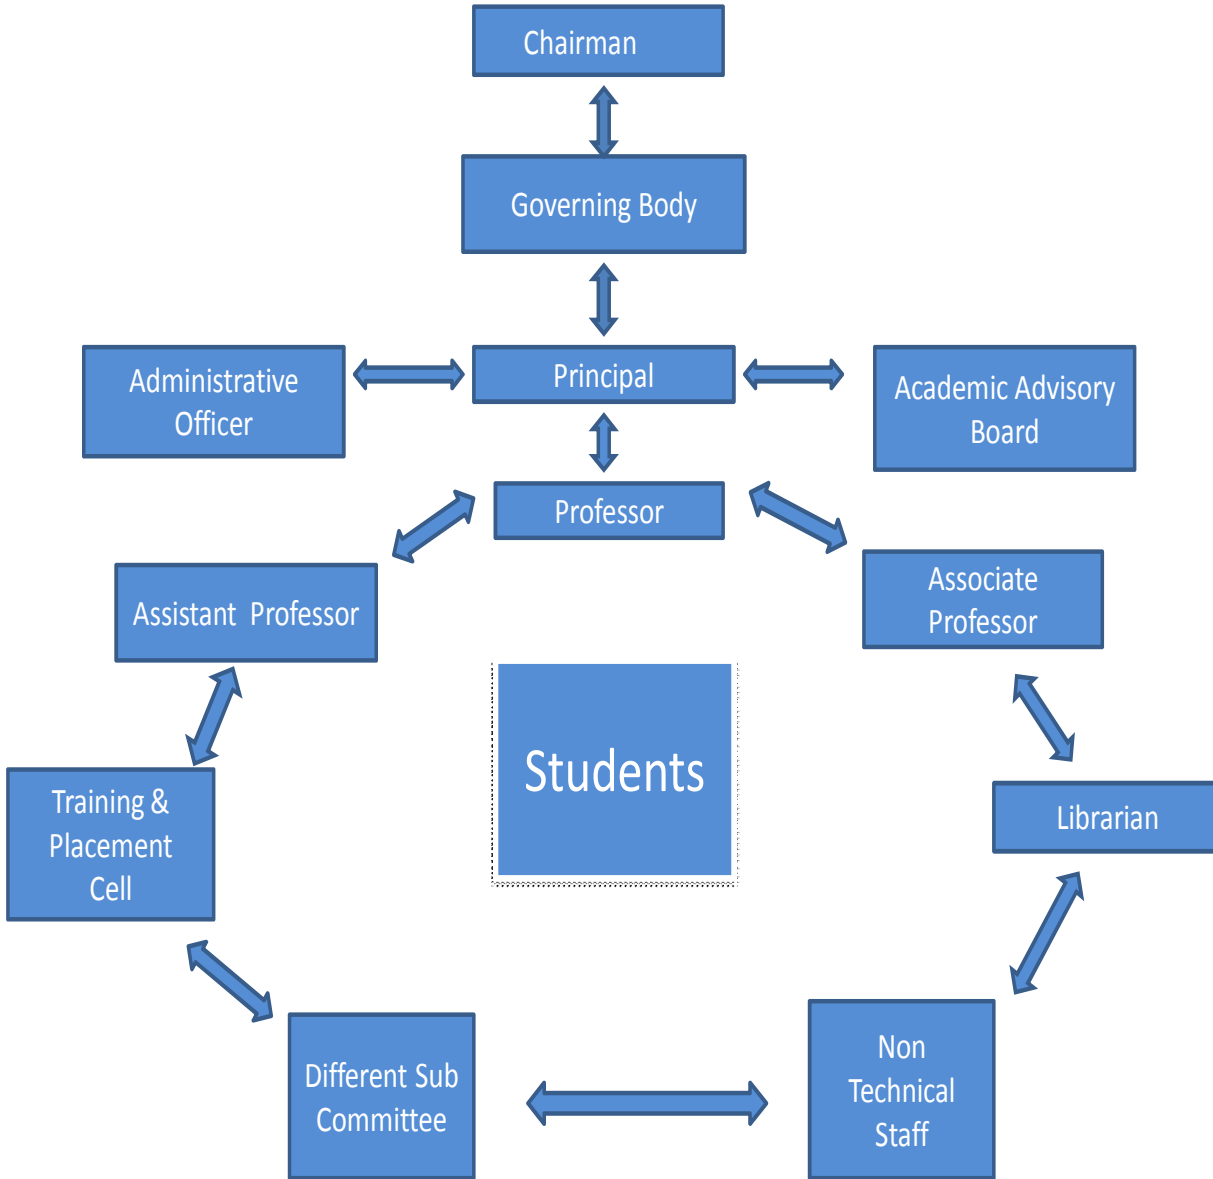 Chairman
Governing Body
Administrative
Officer
Principal
Academic Advisory
Board
Professor
Assistant  Professor
Associate
Professor
Students
Training &
Placement
Cell
Librarian
Different Sub
Committee
Non
Technical
Staff